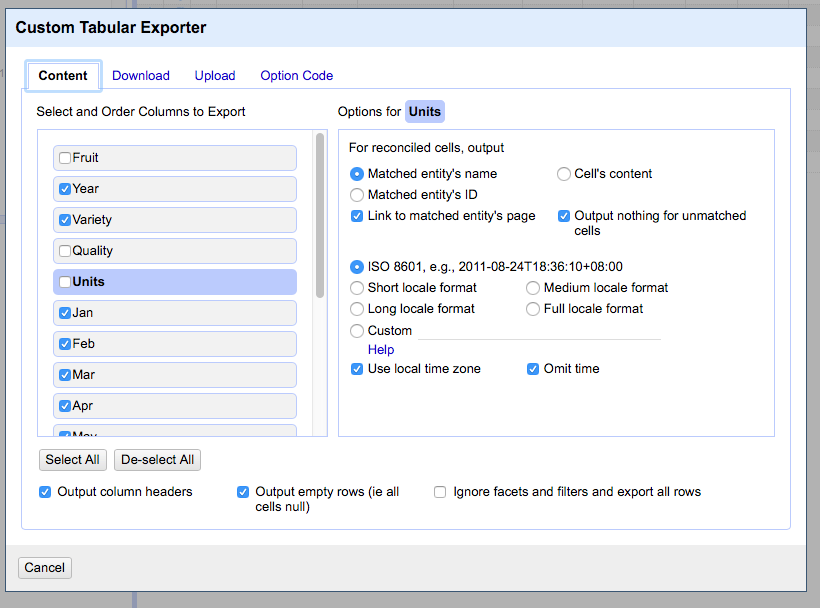 Custom Tabular Exporter
Content Download Upload Option Code
Select and Order Columns to Export
Options for Units
Fruit
Year
Variety
Quality
Units
Jan
Feb
Mar
Apr
May
For reconciled cells, output
Matched entity's name Cell's content
Matched entity's ID
Link to matched entity's page Output nothing for unmatched
cells
ISO 8601, e.g., 2011-08-24T18:36:10+08:00
Short locale format Medium locale format
Long locale format Full locale format
Custom
Help
Use local time zone Omit time
Select All De-select All
Output column headers Output empty rows (ie all
cells null) Ignore facets and filters and export all rows
Cancel